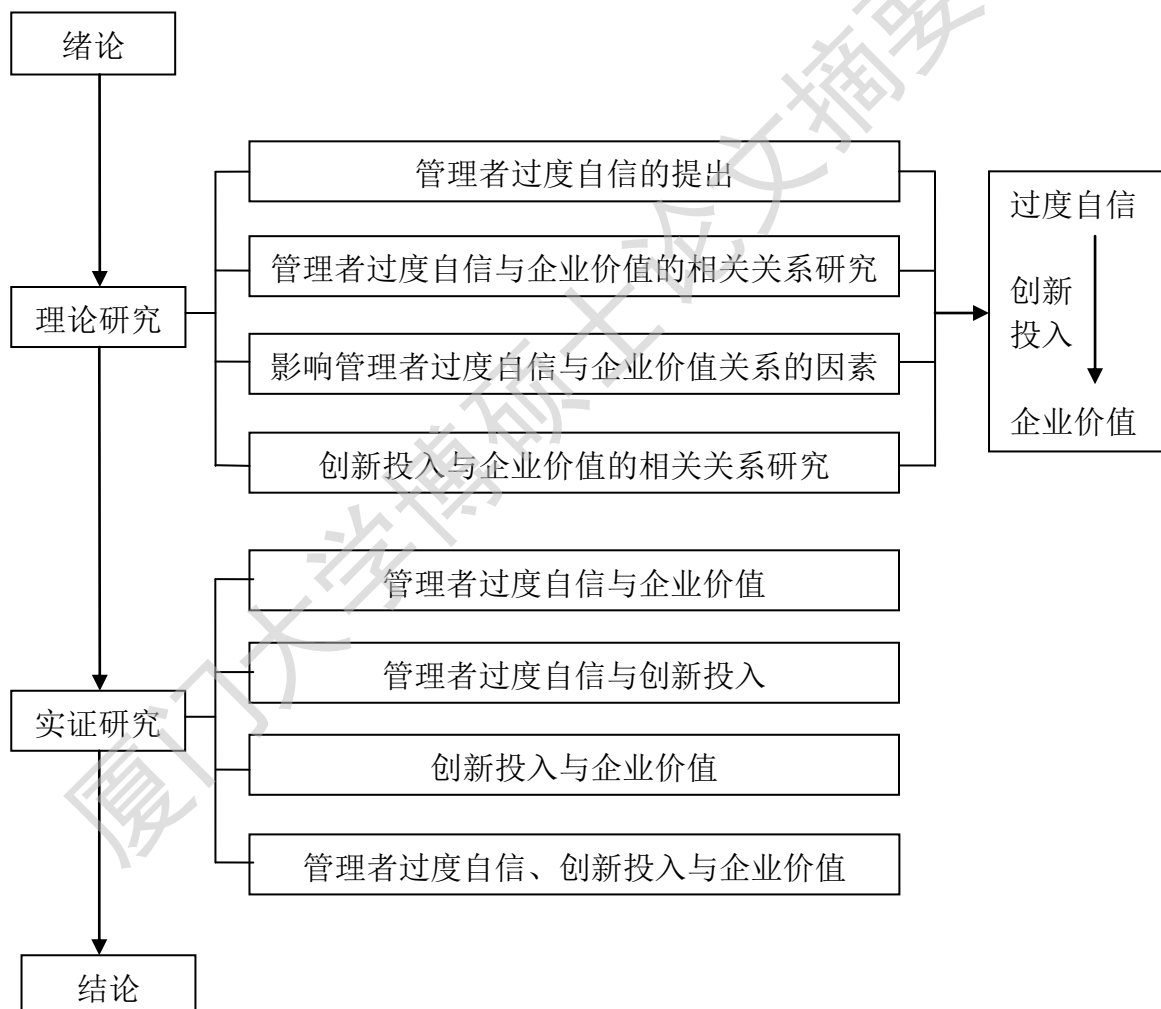 绪论
理论研究
管理者过度自信的提出
管理者过度自信与企业价值的相关关系研究
影响管理者过度自信与企业价值关系的因素
创新投入与企业价值的相关关系研究
过度自信
创新
投入
企业价值
实证研究
管理者过度自信与企业价值
管理者过度自信与创新投入
创新投入与企业价值
管理者过度自信、创新投入与企业价值
结论
厦门大学博硕士论文摘要